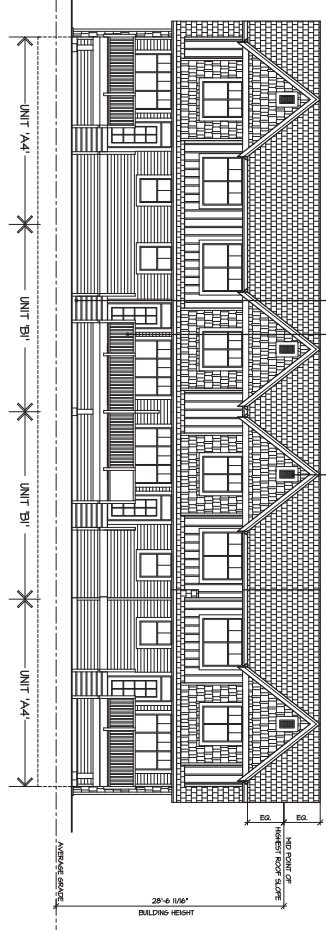 UNIT 'A4'
UNIT 'B1'
UNIT 'B1'
UNIT 'A4'
EQ.
EQ.
MID POINT OF
HIGHEST ROOF SLOPE
28'-6 11/16"
BUILDING HEIGHT
AVERAGE GRADE